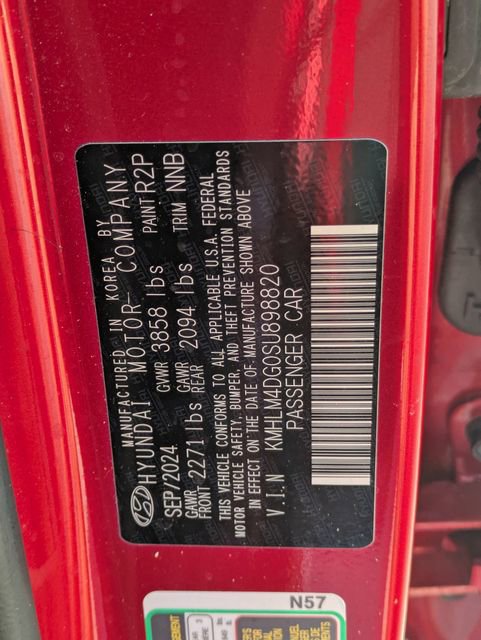 MANUFACTURED IN KOREA BY
HYUNDAI MOTOR COMPANY
SEP/2024 GVWR 3858 lbs PAINT R2P
GAWR FRONT 2271 lbs GAWR REAR 2094 lbs TRIM NNB
THIS VEHICLE CONFORMS TO ALL APPLICABLE U.S.A. FEDERAL
MOTOR VEHICLE SAFETY, BUMPER, AND THEFT PREVENTION STANDARDS
IN EFFECT ON THE DATE OF MANUFACTURE SHOWN ABOVE
V.I.N KMHLM4DG0SU898820
PASSENGER CAR
N57